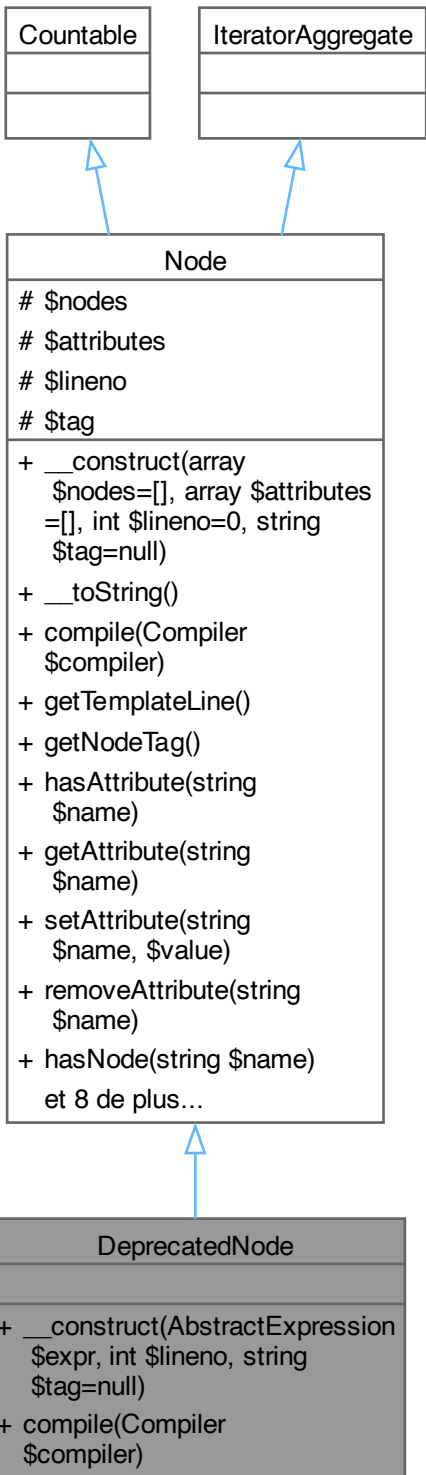 Countable
IteratorAggregate
Node
# $nodes
# $attributes
# $lineno
# $tag
+ __construct(array
$nodes=[], array $attributes
=[], int $lineno=0, string
$tag=null)
+ __toString()
+ compile(Compiler
$compiler)
+ getTemplateLine()
+ getNodeTag()
+ hasAttribute(string
$name)
+ getAttribute(string
$name)
+ setAttribute(string
$name, $value)
+ removeAttribute(string
$name)
+ hasNode(string $name)
et 8 de plus...
DeprecatedNode
+ __construct(AbstractExpression
$expr, int $lineno, string
$tag=null)
+ compile(Compiler
$compiler)